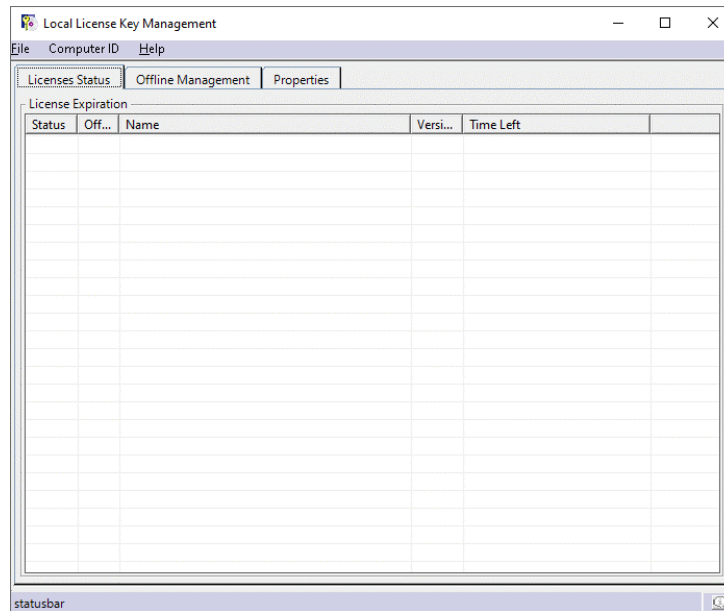 Local License Key Management
File Computer ID Help
Licenses Status Offline Management Properties
License Expiration
Status Off... Name Versi... Time Left
statusbar